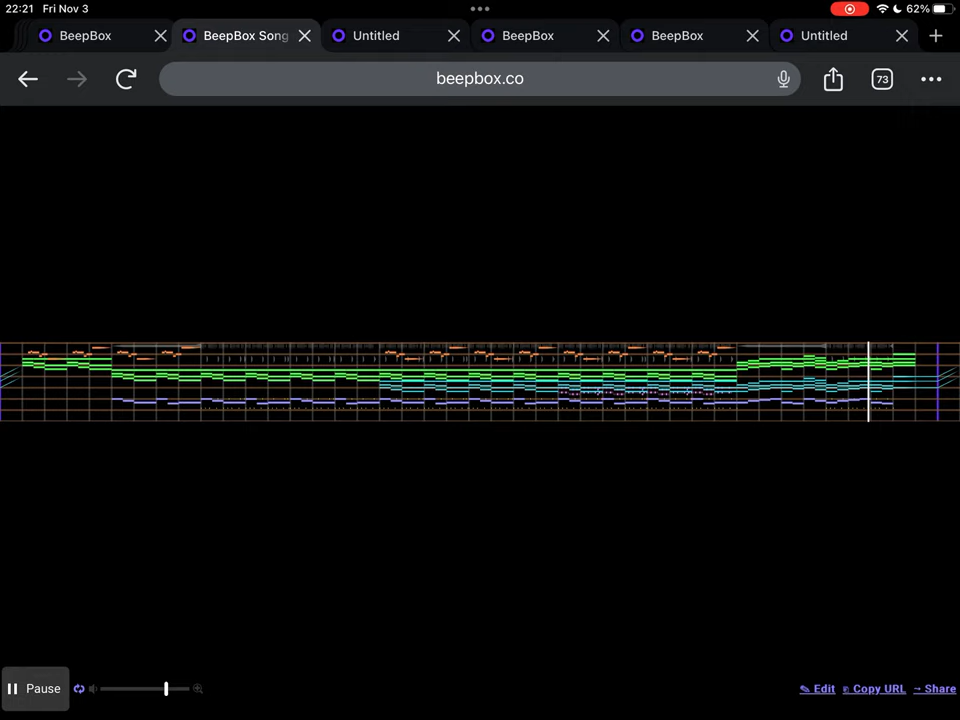 22:21 Fri Nov 3 62%
BeepBox BeepBox Song Untitled BeepBox BeepBox Untitled
beepbox.co 73
Pause Edit Copy URL Share